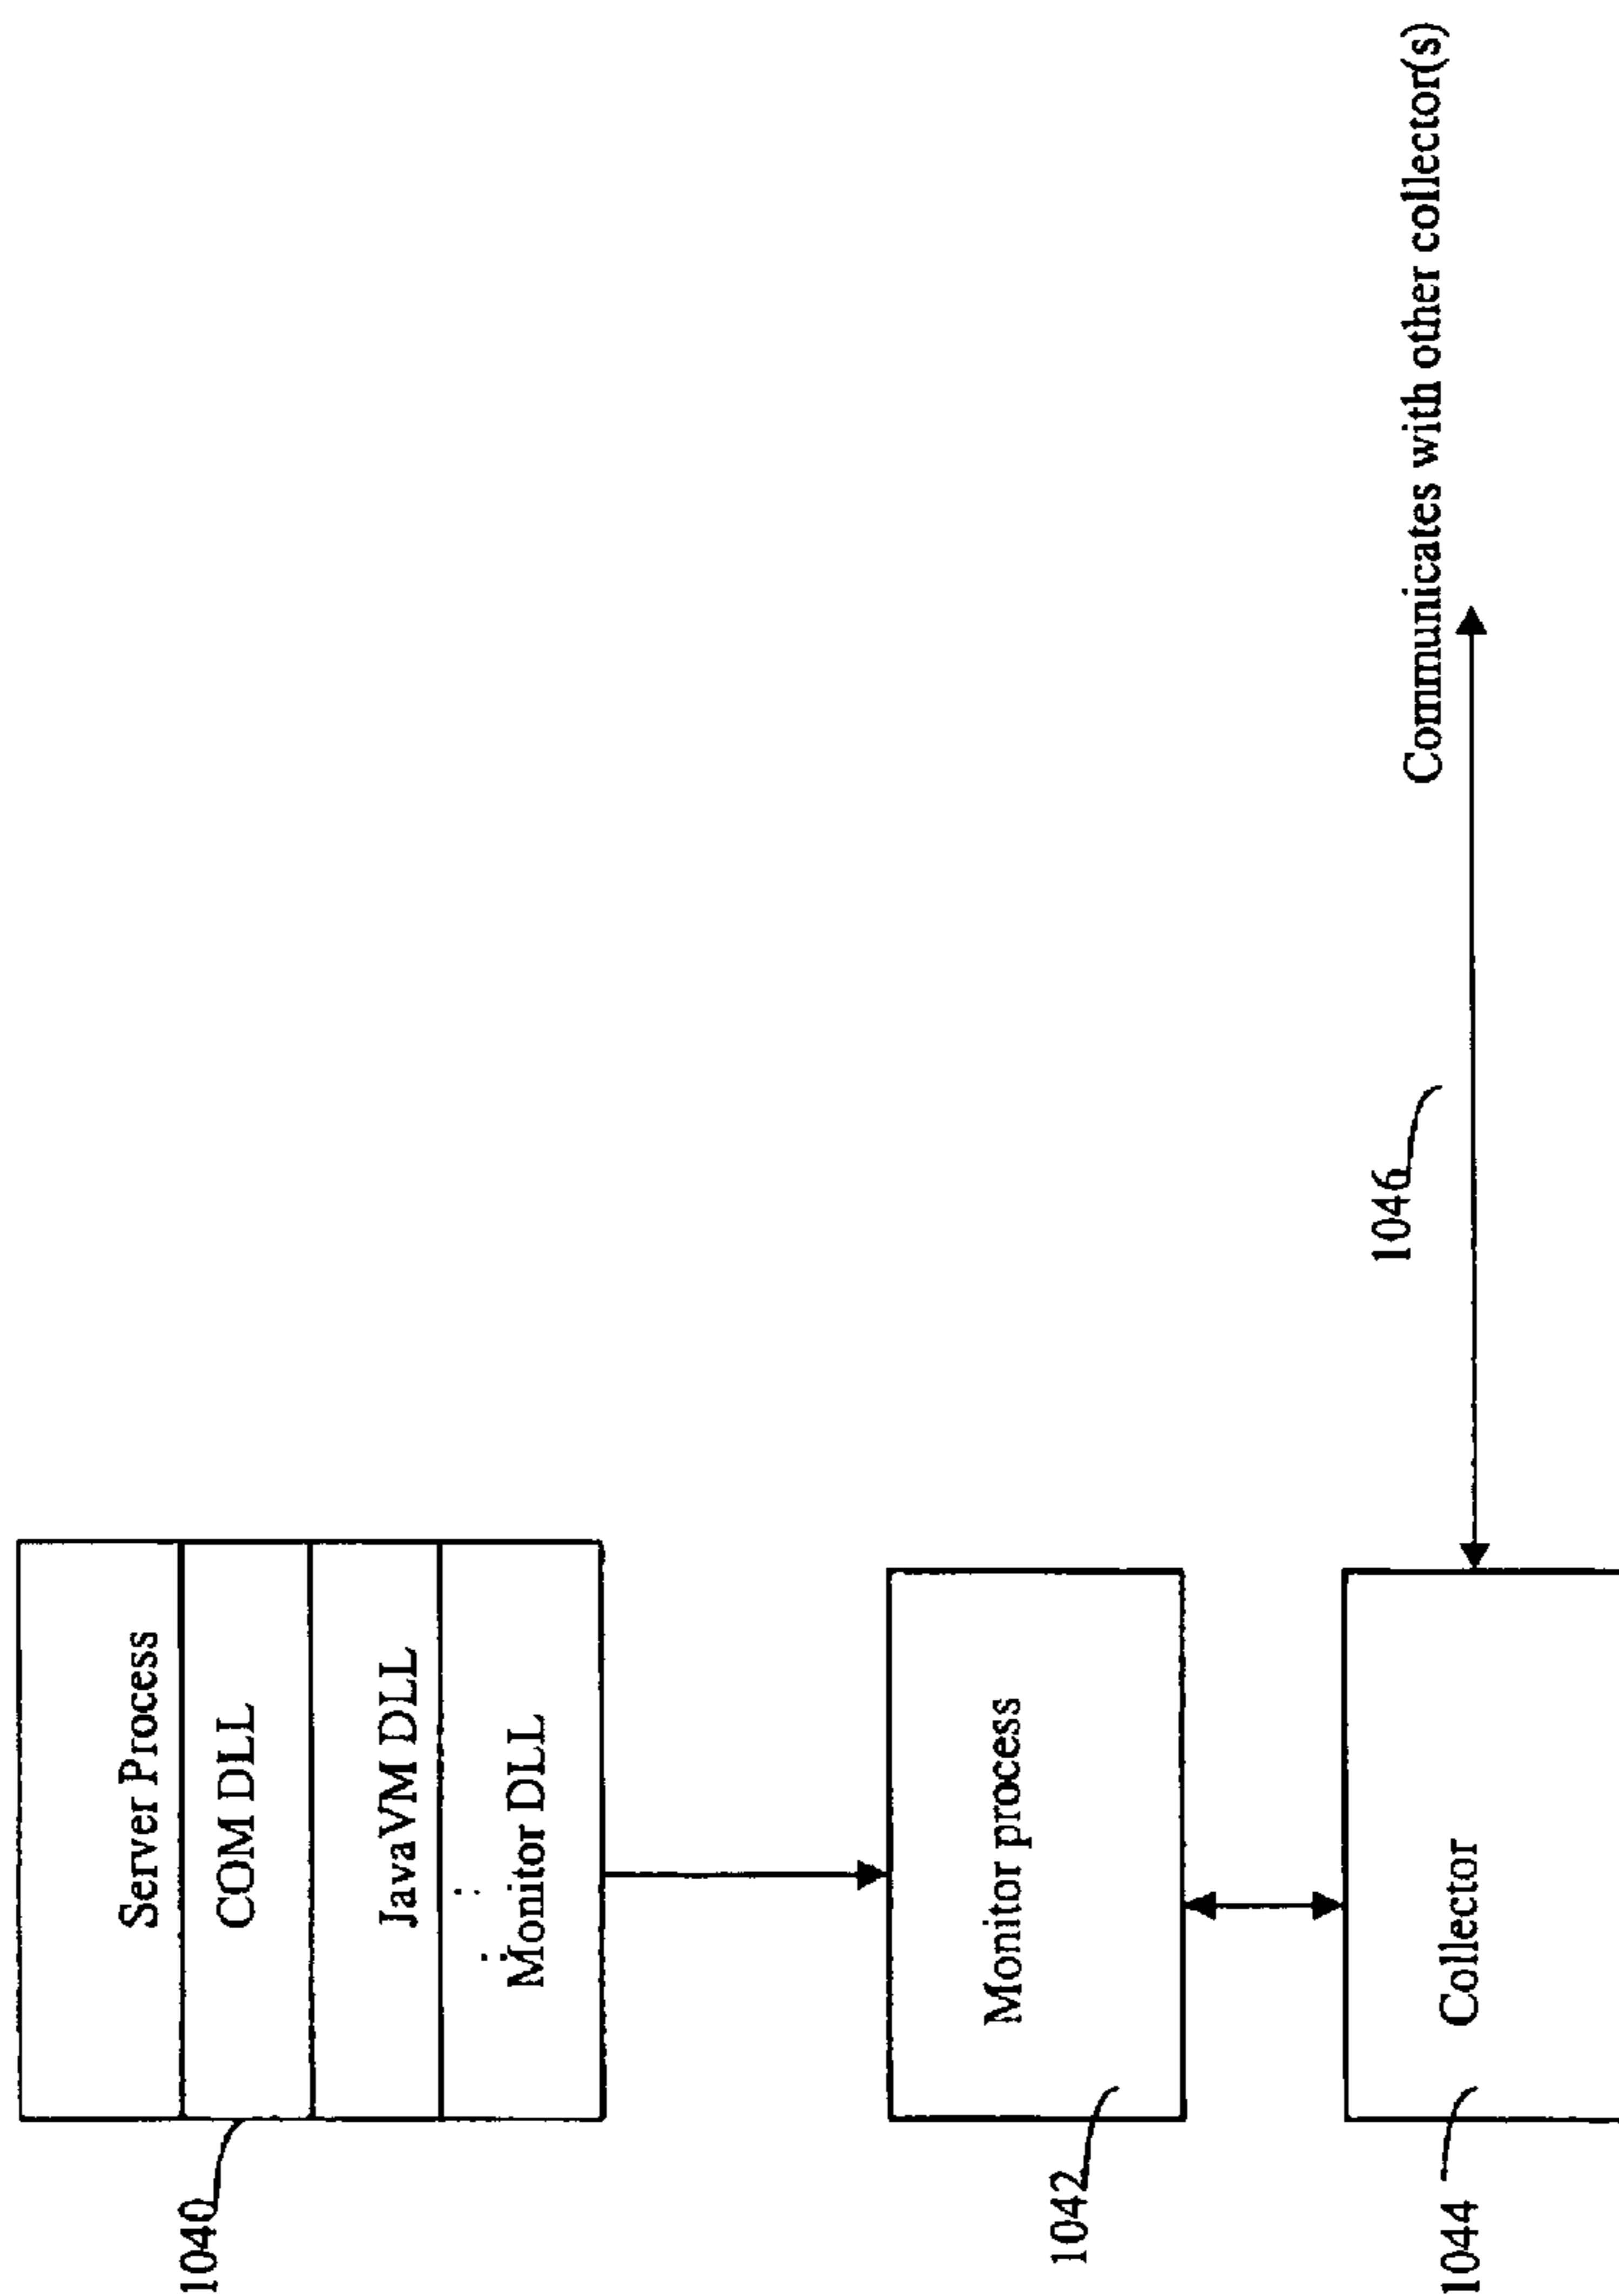 1040
Server Process
COM DLL
JavaVM DLL
Monitor DLL
1042
Monitor process
1044
Collector
1046
Communicates with other collector(s)